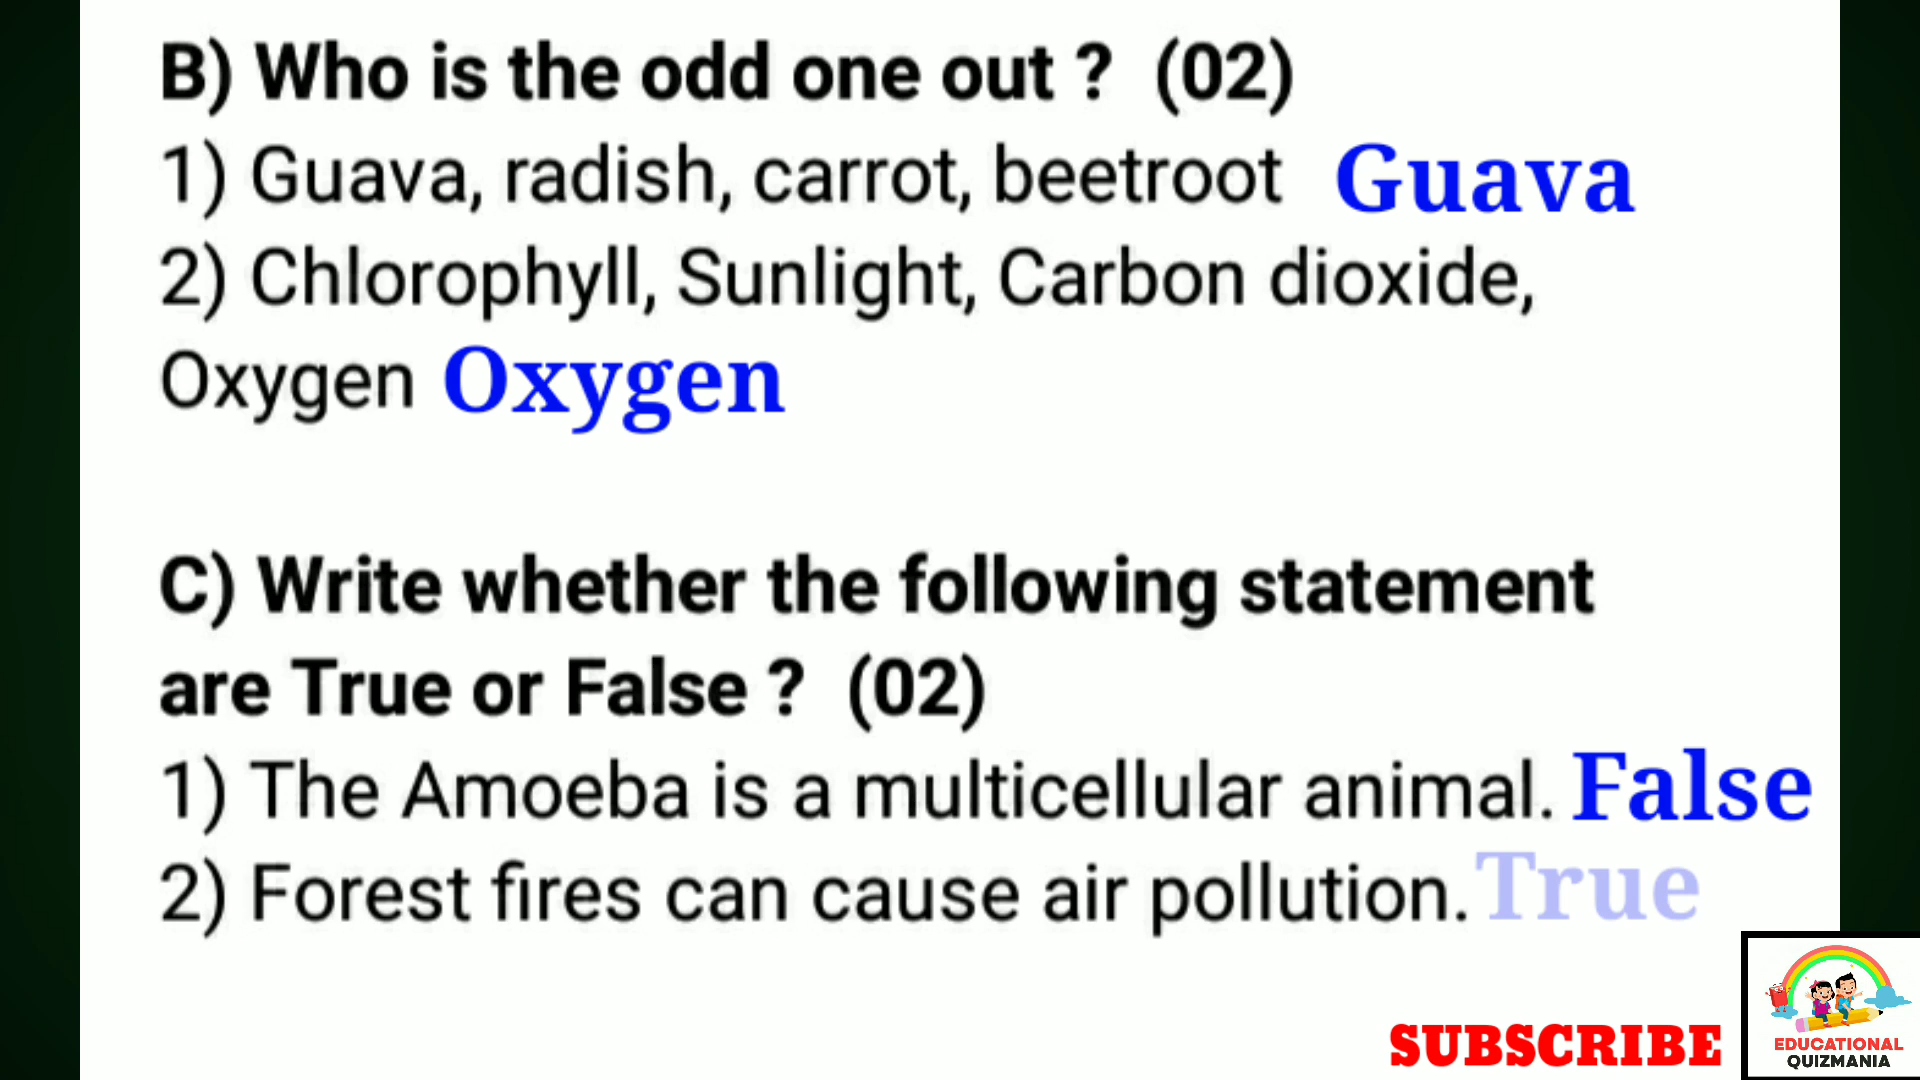 B) Who is the odd one out ? (02)
1) Guava, radish, carrot, beetroot Guava
2) Chlorophyll, Sunlight, Carbon dioxide,
Oxygen Oxygen
C) Write whether the following statement
are True or False ? (02)
1) The Amoeba is a multicellular animal. False
2) Forest fires can cause air pollution. True
SUBSCRIBE
EDUCATIONAL
QUIZMANIA